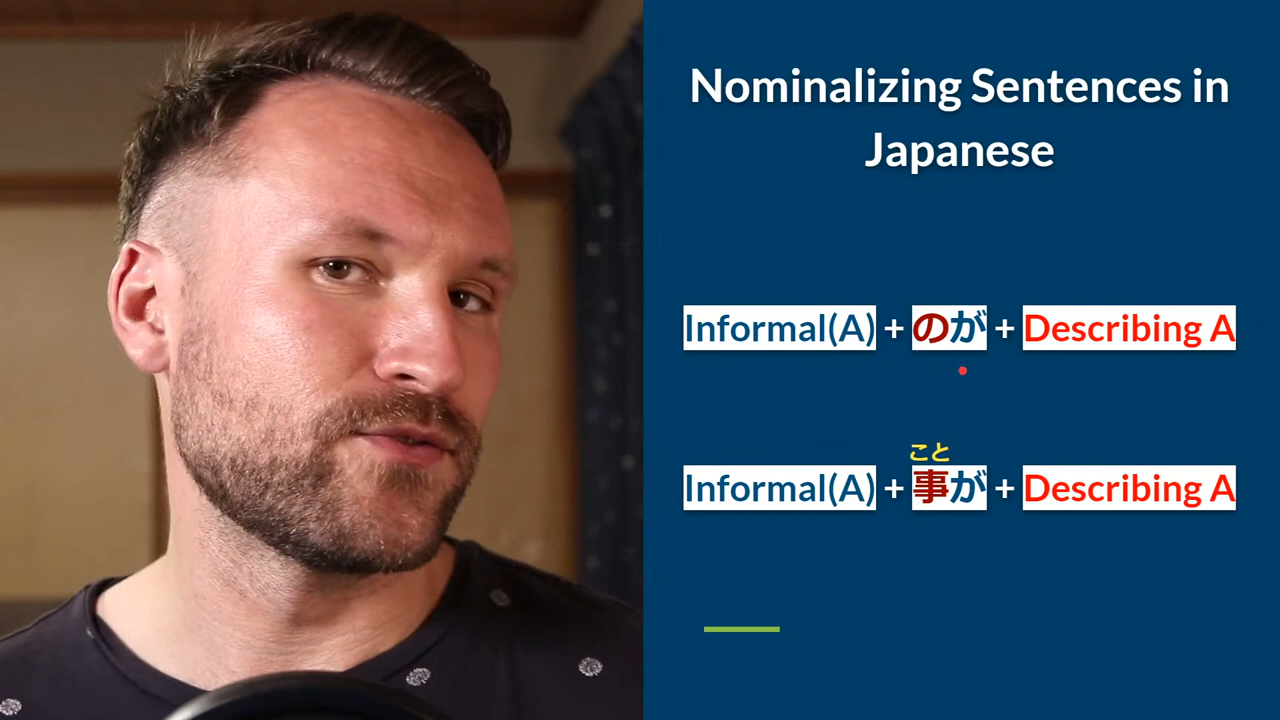 Nominalizing Sentences in
Japanese
Informal(A) + のが + Describing A
こと
Informal(A) + 事が + Describing A